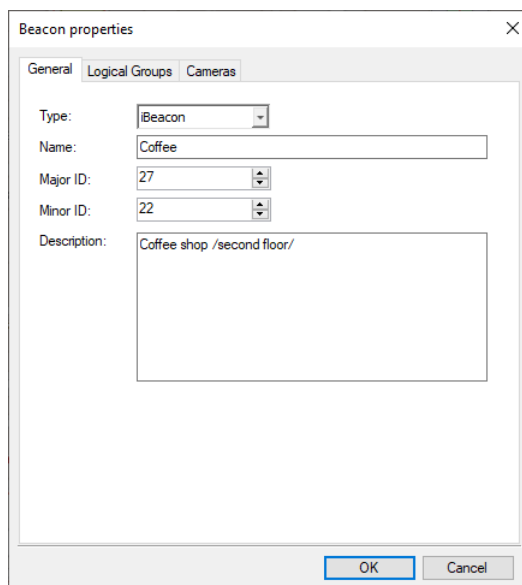 Beacon properties
General Logical Groups Cameras
Type: iBeacon
Name: Coffee
Major ID: 27
Minor ID: 22
Description: Coffee shop /second floor/
OK Cancel